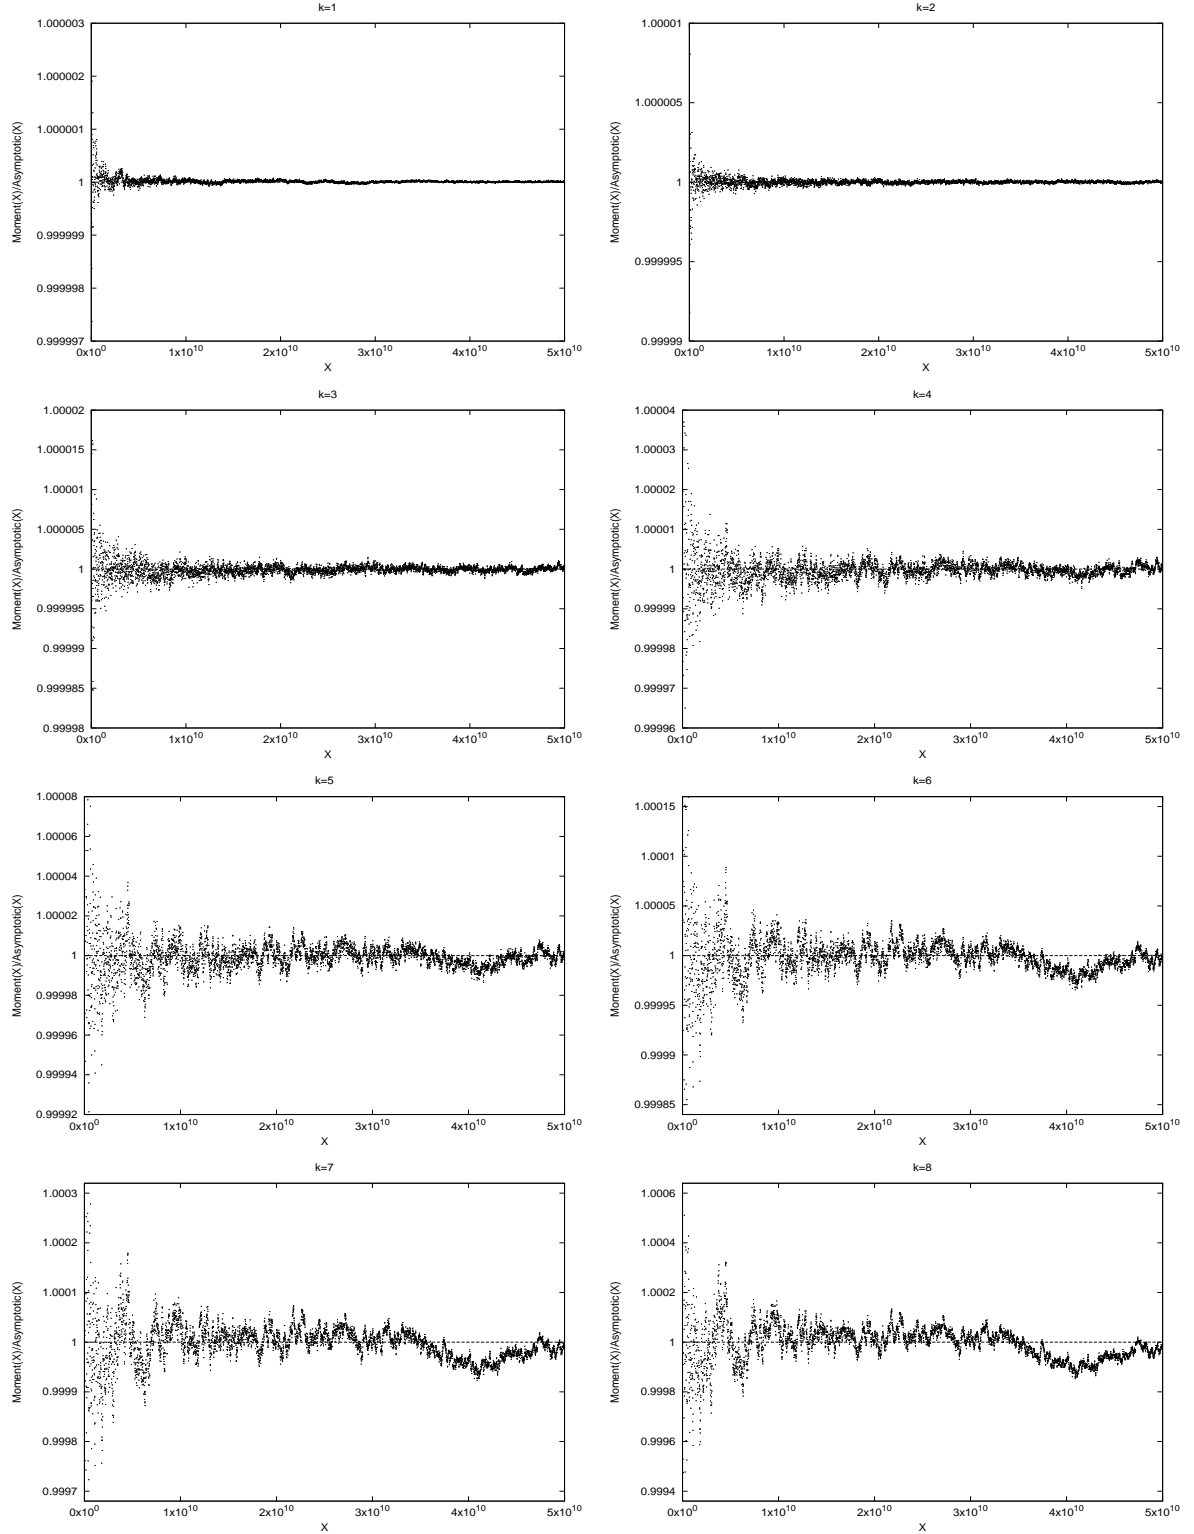 k=1
1.000003
1.000002
1.000001
1
0.999999
0.999998
0.999997
Moment(X)/Asymptotic(X)
0x10^0 1x10^10 2x10^10 3x10^10 4x10^10 5x10^10
X
k=2
1.00001
1.000005
1
0.999995
0.99999
Moment(X)/Asymptotic(X)
0x10^0 1x10^10 2x10^10 3x10^10 4x10^10 5x10^10
X
k=3
1.00002
1.000015
1.00001
1.000005
1
0.999995
0.99999
0.999985
0.99998
Moment(X)/Asymptotic(X)
0x10^0 1x10^10 2x10^10 3x10^10 4x10^10 5x10^10
X
k=4
1.00004
1.00003
1.00002
1.00001
1
0.99999
0.99998
0.99997
0.99996
Moment(X)/Asymptotic(X)
0x10^0 1x10^10 2x10^10 3x10^10 4x10^10 5x10^10
X
k=5
1.00008
1.00006
1.00004
1.00002
1
0.99998
0.99996
0.99994
0.99992
Moment(X)/Asymptotic(X)
0x10^0 1x10^10 2x10^10 3x10^10 4x10^10 5x10^10
X
k=6
1.00015
1.0001
1.00005
1
0.99995
0.9999
0.99985
Moment(X)/Asymptotic(X)
0x10^0 1x10^10 2x10^10 3x10^10 4x10^10 5x10^10
X
k=7
1.0003
1.0002
1.0001
1
0.9999
0.9998
0.9997
Moment(X)/Asymptotic(X)
0x10^0 1x10^10 2x10^10 3x10^10 4x10^10 5x10^10
X
k=8
1.0006
1.0004
1.0002
1
0.9998
0.9996
0.9994
Moment(X)/Asymptotic(X)
0x10^0 1x10^10 2x10^10 3x10^10 4x10^10 5x10^10
X